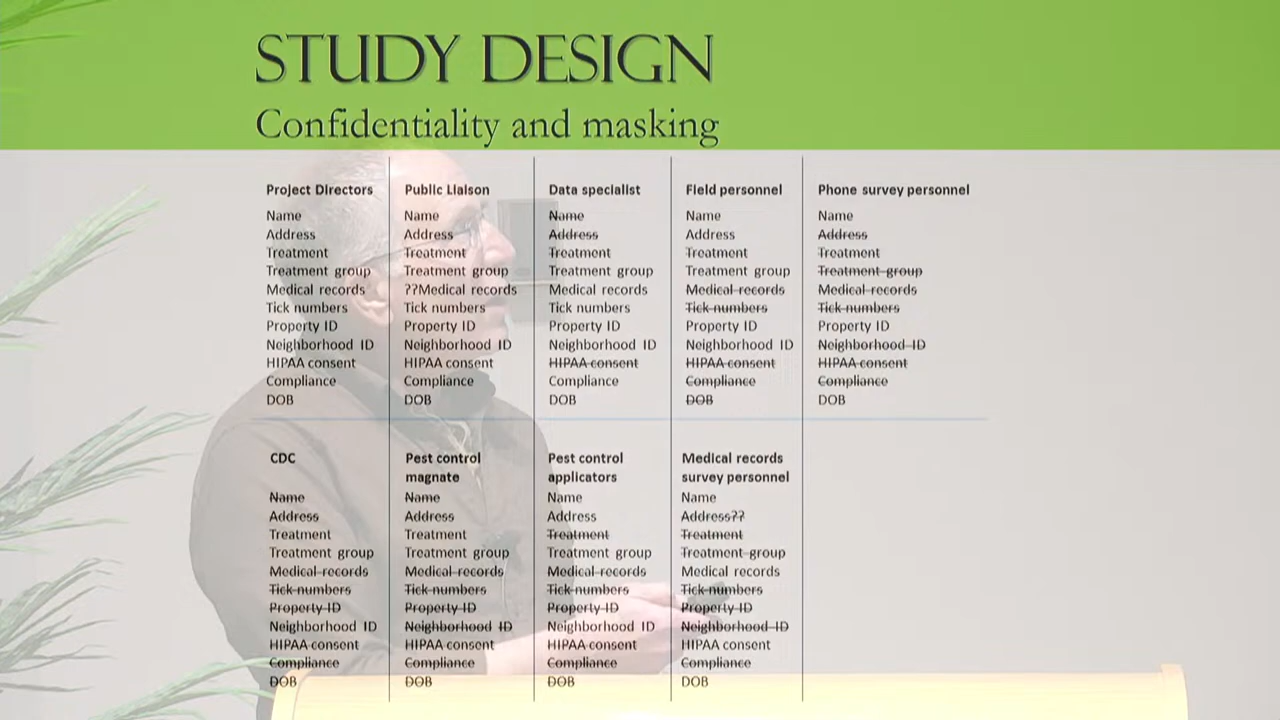 STUDY DESIGN
Confidentiality and masking
Project Directors
Name
Address
Treatment
Treatment group
Medical records
Tick numbers
Property ID
Neighborhood ID
HIPAA consent
Compliance
DOB
Public Liaison
Name
Address
Treatment
Treatment group
??Medical records
Tick numbers
Property ID
Neighborhood ID
HIPAA consent
Compliance
DOB
Data specialist
Name
Address
Treatment
Treatment group
Medical records
Tick numbers
Property ID
Neighborhood ID
HIPAA consent
Compliance
DOB
Field personnel
Name
Address
Treatment
Treatment group
Medical records
Tick numbers
Property ID
Neighborhood ID
HIPAA consent
Compliance
DOB
Phone survey personnel
Name
Address
Treatment
Treatment group
Medical records
Tick numbers
Property ID
Neighborhood ID
HIPAA consent
Compliance
DOB
CDC
Name
Address
Treatment
Treatment group
Medical records
Tick numbers
Property ID
Neighborhood ID
HIPAA consent
Compliance
DOB
Pest control
magnate
Name
Address
Treatment
Treatment group
Medical records
Tick numbers
Property ID
Neighborhood ID
HIPAA consent
Compliance
DOB
Pest control
applicators
Name
Address
Treatment
Treatment group
Medical records
Tick numbers
Property ID
Neighborhood ID
HIPAA consent
Compliance
DOB
Medical records
survey personnel
Name
Address??
Treatment
Treatment group
Medical records
Tick numbers
Property ID
Neighborhood ID
HIPAA consent
Compliance
DOB